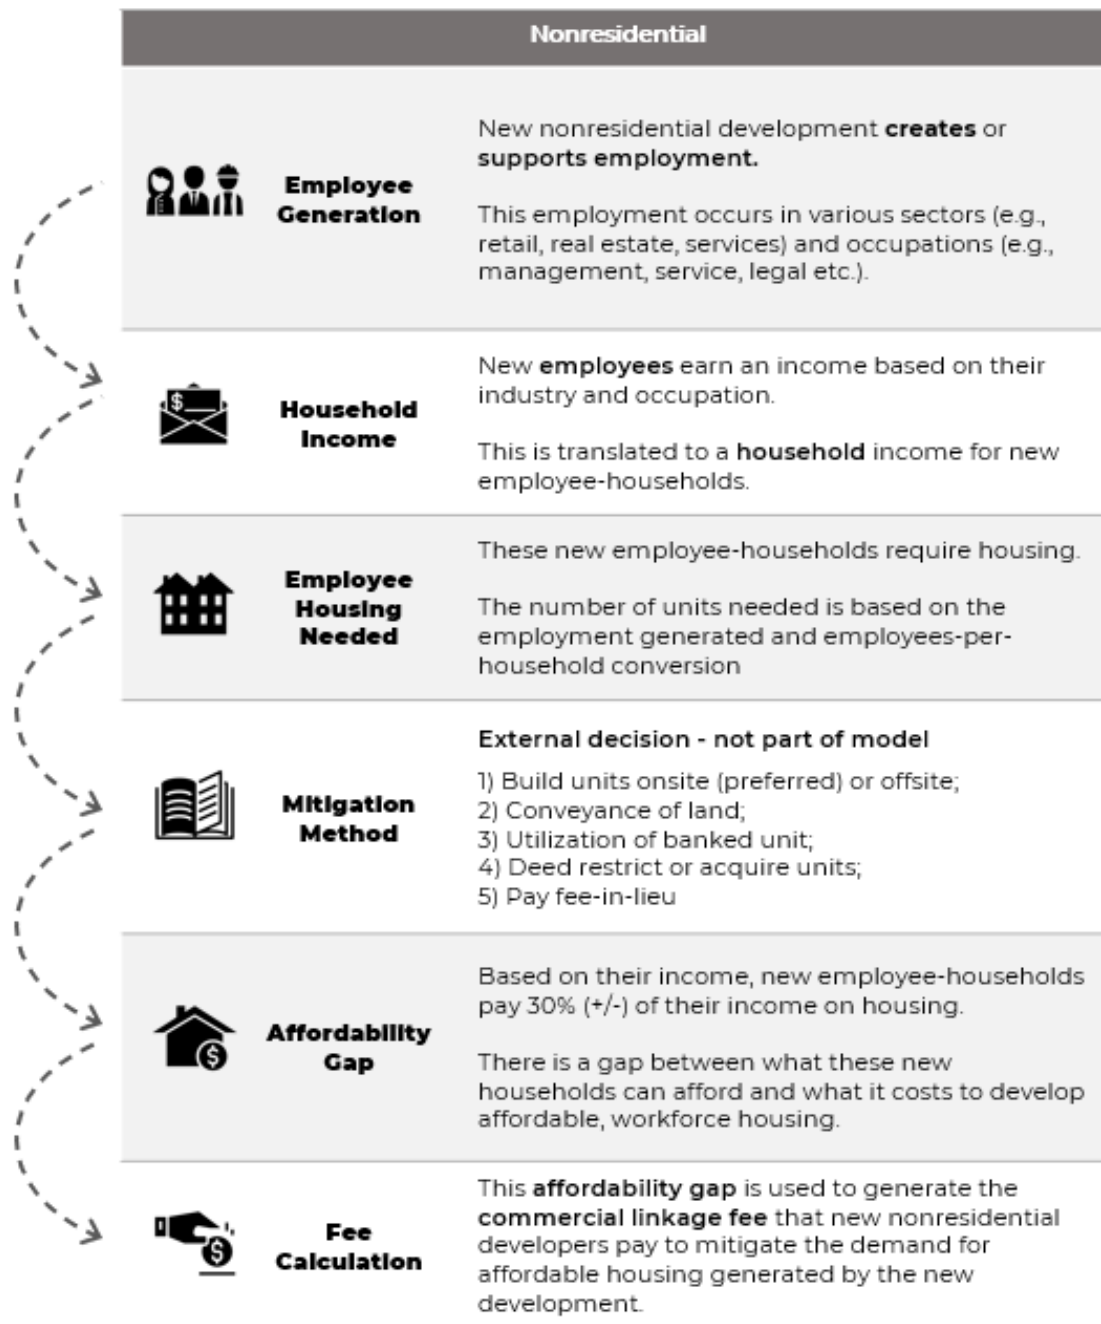 Nonresidential
Employee
Generation
New nonresidential development creates or
supports employment.
This employment occurs in various sectors (e.g.,
retail, real estate, services) and occupations (e.g.,
management, service, legal etc.).
Household
Income
New employees earn an income based on their
industry and occupation.
This is translated to a household income for new
employee-households.
Employee
Housing
Needed
These new employee-households require housing.
The number of units needed is based on the
employment generated and employees-per-
household conversion
Mitigation
Method
External decision - not part of model
1) Build units onsite (preferred) or offsite;
2) Conveyance of land;
3) Utilization of banked unit;
4) Deed restrict or acquire units;
5) Pay fee-in-lieu
Affordability
Gap
Based on their income, new employee-households
pay 30% (+/-) of their income on housing.
There is a gap between what these new
households can afford and what it costs to develop
affordable, workforce housing.
Fee
Calculation
This affordability gap is used to generate the
commercial linkage fee that new nonresidential
developers pay to mitigate the demand for
affordable housing generated by the new
development.